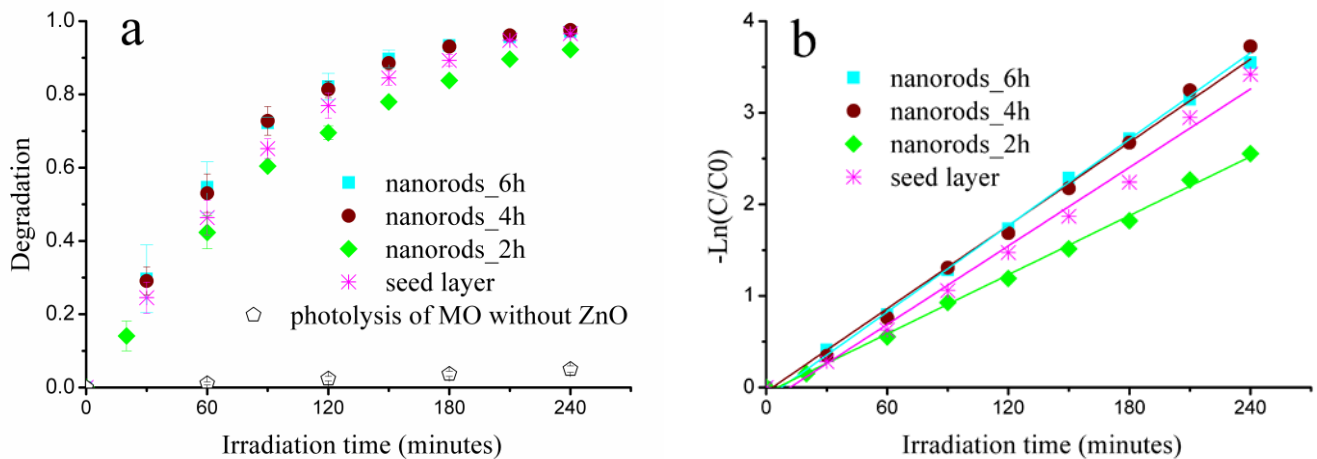 a
1.0
0.8
0.6
0.4
0.2
0.0
Degradation
nanorods_6h
nanorods_4h
nanorods_2h
seed layer
photolysis of MO without ZnO
0 60 120 180 240
Irradiation time (minutes)
b
4
3
2
1
0
-Ln(C/C0)
nanorods_6h
nanorods_4h
nanorods_2h
seed layer
0 60 120 180 240
Irradiation time (minutes)